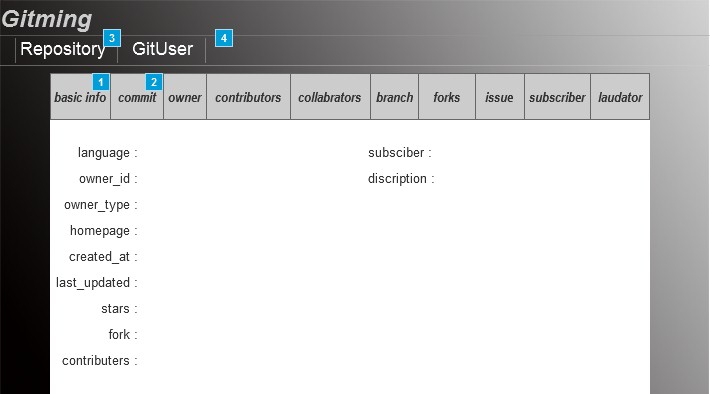 Gitming
Repository 3 GitUser 4
1 2
basic info commit owner contributors collabrators branch forks issue subscriber laudator
language : subsciber :
owner_id : discription :
owner_type :
homepage :
created_at :
last_updated :
stars :
fork :
contributers :